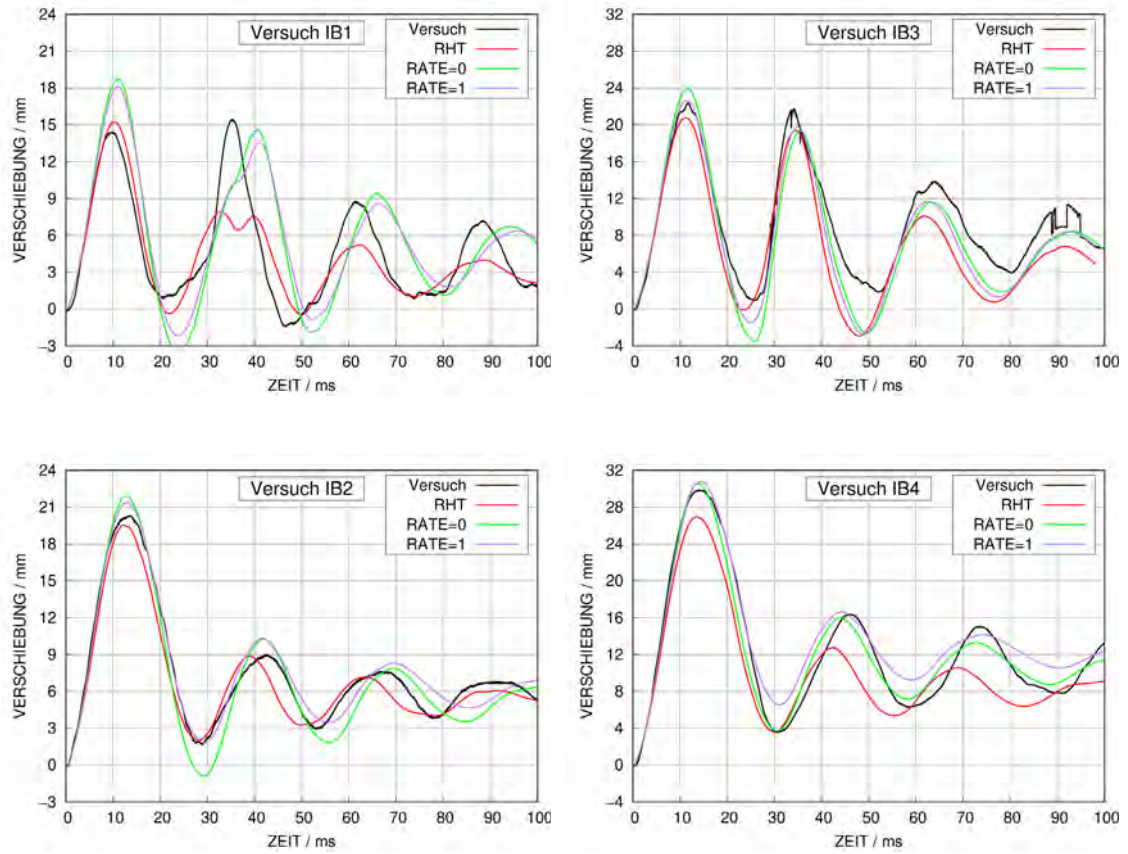 Versuch IB1
Versuch
RHT
RATE=0
RATE=1
VERSCHIEBUNG / mm
24
21
18
15
12
9
6
3
0
−3
0 10 20 30 40 50 60 70 80 90 100
ZEIT / ms
Versuch IB3
Versuch
RHT
RATE=0
RATE=1
VERSCHIEBUNG / mm
32
28
24
20
16
12
8
4
0
−4
0 10 20 30 40 50 60 70 80 90 100
ZEIT / ms
Versuch IB2
Versuch
RHT
RATE=0
RATE=1
VERSCHIEBUNG / mm
24
21
18
15
12
9
6
3
0
−3
0 10 20 30 40 50 60 70 80 90 100
ZEIT / ms
Versuch IB4
Versuch
RHT
RATE=0
RATE=1
VERSCHIEBUNG / mm
32
28
24
20
16
12
8
4
0
−4
0 10 20 30 40 50 60 70 80 90 100
ZEIT / ms